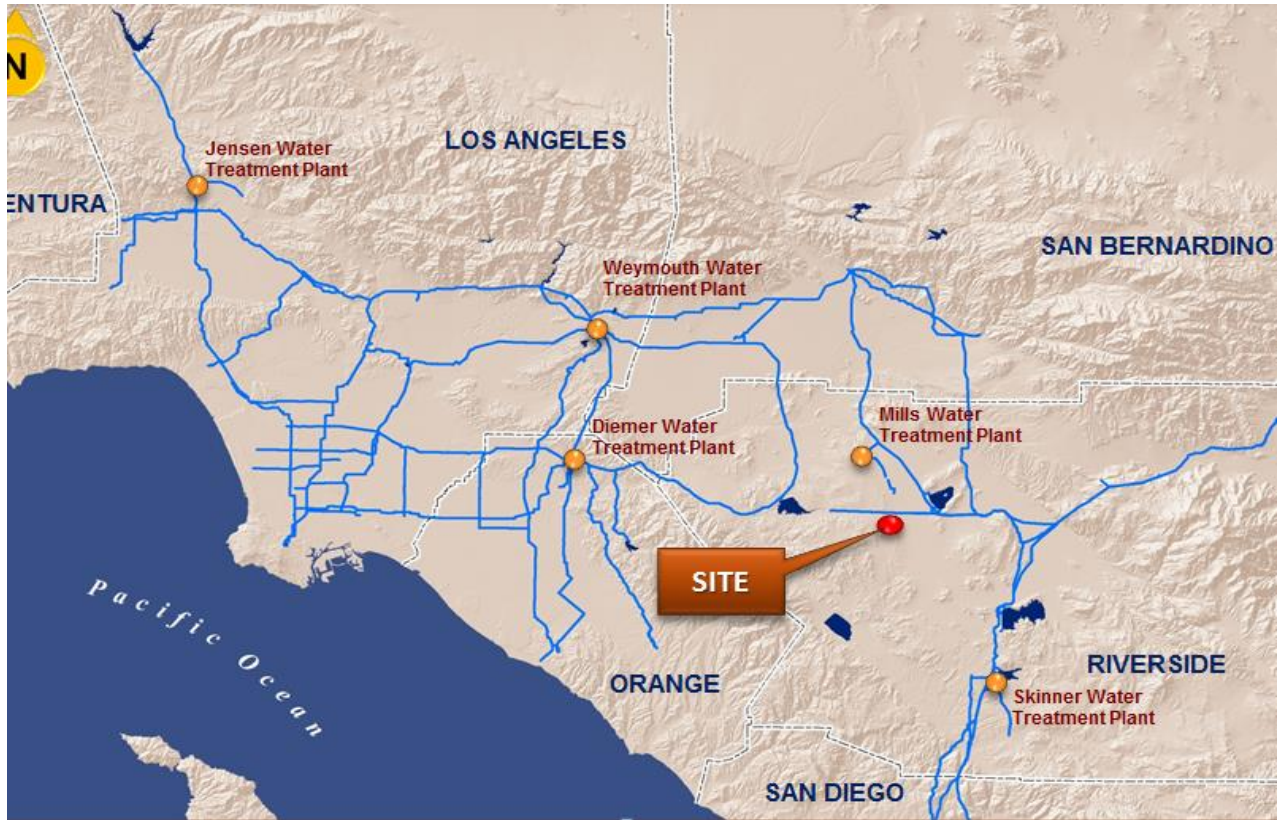 N
LOS ANGELES
Jensen Water
Treatment Plant
ENTURA
SAN BERNARDINO
Weymouth Water
Treatment Plant
Mills Water
Treatment Plant
Diemer Water
Treatment Plant
SITE
Pacific Ocean
ORANGE
RIVERSIDE
Skinner Water
Treatment Plant
SAN DIEGO